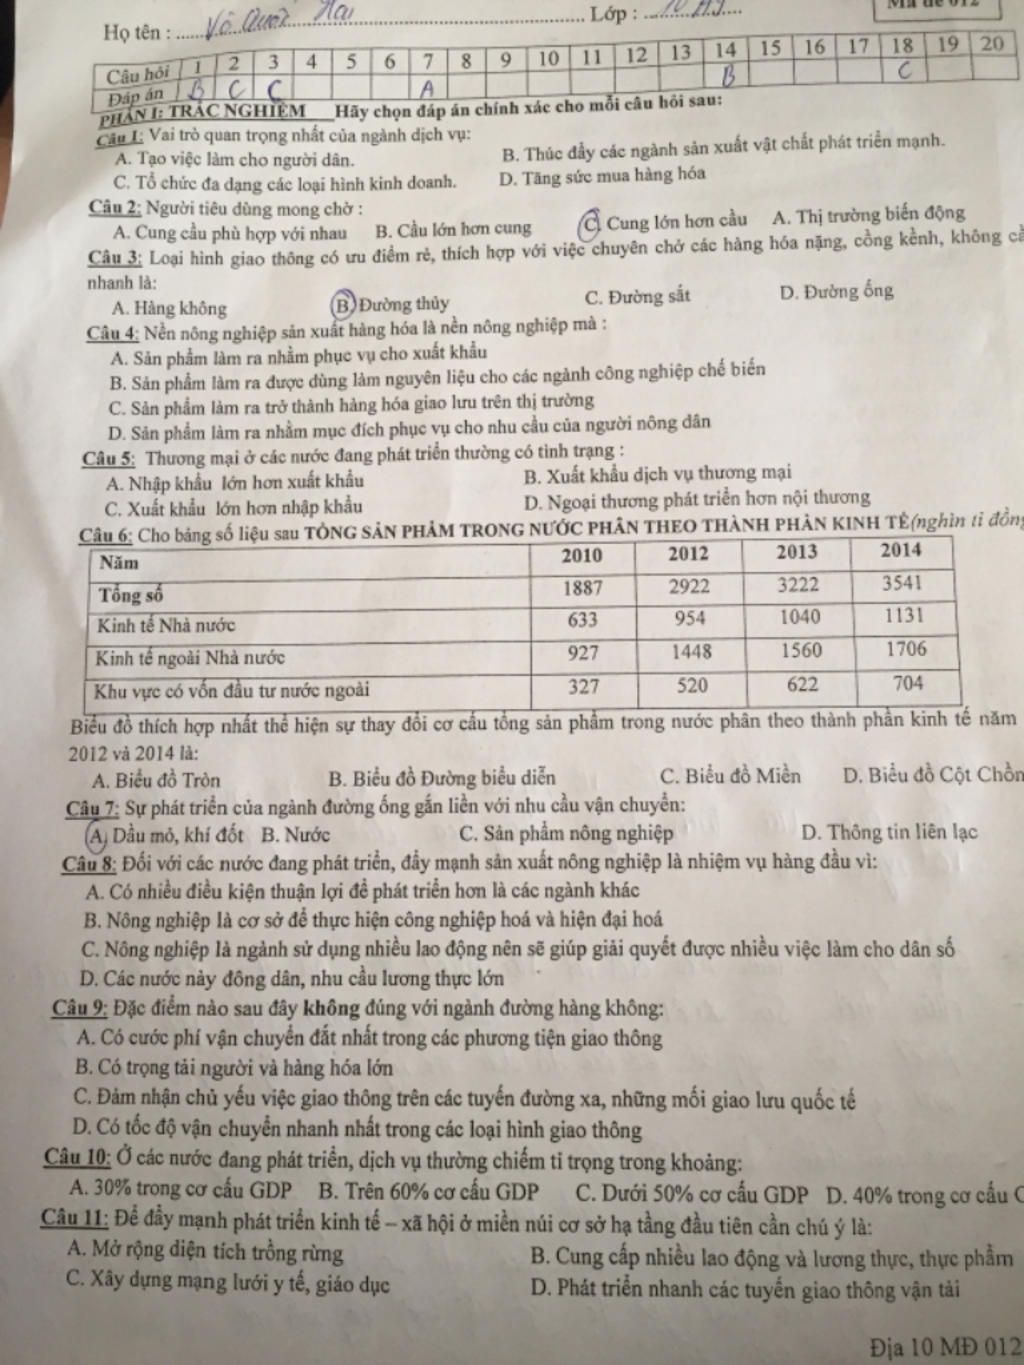 Họ tên : ...... Võ Quốc ...... Lớp : ......
Mã đề 012
Câu hỏi 1 2 3 4 5 6 7 8 9 10 11 12 13 14 15 16 17 18 19 20
Đáp án B C C A B C
PHẦN I: TRẮC NGHIỆM Hãy chọn đáp án chính xác cho mỗi câu hỏi sau:
Câu 1: Vai trò quan trọng nhất của ngành dịch vụ:
A. Tạo việc làm cho người dân. B. Thúc đẩy các ngành sản xuất vật chất phát triển mạnh.
C. Tổ chức đa dạng các loại hình kinh doanh. D. Tăng sức mua hàng hóa
Câu 2: Người tiêu dùng mong chờ :
A. Cung cầu phù hợp với nhau B. Cầu lớn hơn cung C. Cung lớn hơn cầu A. Thị trường biến động
Câu 3: Loại hình giao thông có ưu điểm rẻ, thích hợp với việc chuyên chở các hàng hóa nặng, cồng kềnh, không cầ
nhanh là:
A. Hàng không B. Đường thủy C. Đường sắt D. Đường ống
Câu 4: Nền nông nghiệp sản xuất hàng hóa là nền nông nghiệp mà :
A. Sản phẩm làm ra nhằm phục vụ cho xuất khẩu
B. Sản phẩm làm ra được dùng làm nguyên liệu cho các ngành công nghiệp chế biến
C. Sản phẩm làm ra trở thành hàng hóa giao lưu trên thị trường
D. Sản phẩm làm ra nhằm mục đích phục vụ cho nhu cầu của người nông dân
Câu 5: Thương mại ở các nước đang phát triển thường có tình trạng :
A. Nhập khẩu lớn hơn xuất khẩu B. Xuất khẩu dịch vụ thương mại
C. Xuất khẩu lớn hơn nhập khẩu D. Ngoại thương phát triển hơn nội thương
Câu 6: Cho bảng số liệu sau TỔNG SẢN PHẨM TRONG NƯỚC PHÂN THEO THÀNH PHẦN KINH TẾ(nghìn tỉ đồng
Năm 2010 2012 2013 2014
Tổng số 1887 2922 3222 3541
Kinh tế Nhà nước 633 954 1040 1131
Kinh tế ngoài Nhà nước 927 1448 1560 1706
Khu vực có vốn đầu tư nước ngoài 327 520 622 704
Biểu đồ thích hợp nhất thể hiện sự thay đổi cơ cấu tổng sản phẩm trong nước phân theo thành phần kinh tế năm
2012 và 2014 là:
A. Biểu đồ Tròn B. Biểu đồ Đường biểu diễn C. Biểu đồ Miền D. Biểu đồ Cột Chồn
Câu 7: Sự phát triển của ngành đường ống gắn liền với nhu cầu vận chuyển:
A. Dầu mỏ, khí đốt B. Nước C. Sản phẩm nông nghiệp D. Thông tin liên lạc
Câu 8: Đối với các nước đang phát triển, đẩy mạnh sản xuất nông nghiệp là nhiệm vụ hàng đầu vì:
A. Có nhiều điều kiện thuận lợi để phát triển hơn là các ngành khác
B. Nông nghiệp là cơ sở để thực hiện công nghiệp hoá và hiện đại hoá
C. Nông nghiệp là ngành sử dụng nhiều lao động nên sẽ giúp giải quyết được nhiều việc làm cho dân số
D. Các nước này đông dân, nhu cầu lương thực lớn
Câu 9: Đặc điểm nào sau đây không đúng với ngành đường hàng không:
A. Có cước phí vận chuyển đắt nhất trong các phương tiện giao thông
B. Có trọng tải người và hàng hóa lớn
C. Đảm nhận chủ yếu việc giao thông trên các tuyến đường xa, những mối giao lưu quốc tế
D. Có tốc độ vận chuyển nhanh nhất trong các loại hình giao thông
Câu 10: Ở các nước đang phát triển, dịch vụ thường chiếm tỉ trọng trong khoảng:
A. 30% trong cơ cấu GDP B. Trên 60% cơ cấu GDP C. Dưới 50% cơ cấu GDP D. 40% trong cơ cấu G
Câu 11: Để đẩy mạnh phát triển kinh tế – xã hội ở miền núi cơ sở hạ tầng đầu tiên cần chú ý là:
A. Mở rộng diện tích trồng rừng B. Cung cấp nhiều lao động và lương thực, thực phẩm
C. Xây dựng mạng lưới y tế, giáo dục D. Phát triển nhanh các tuyến giao thông vận tải
Địa 10 MĐ 012